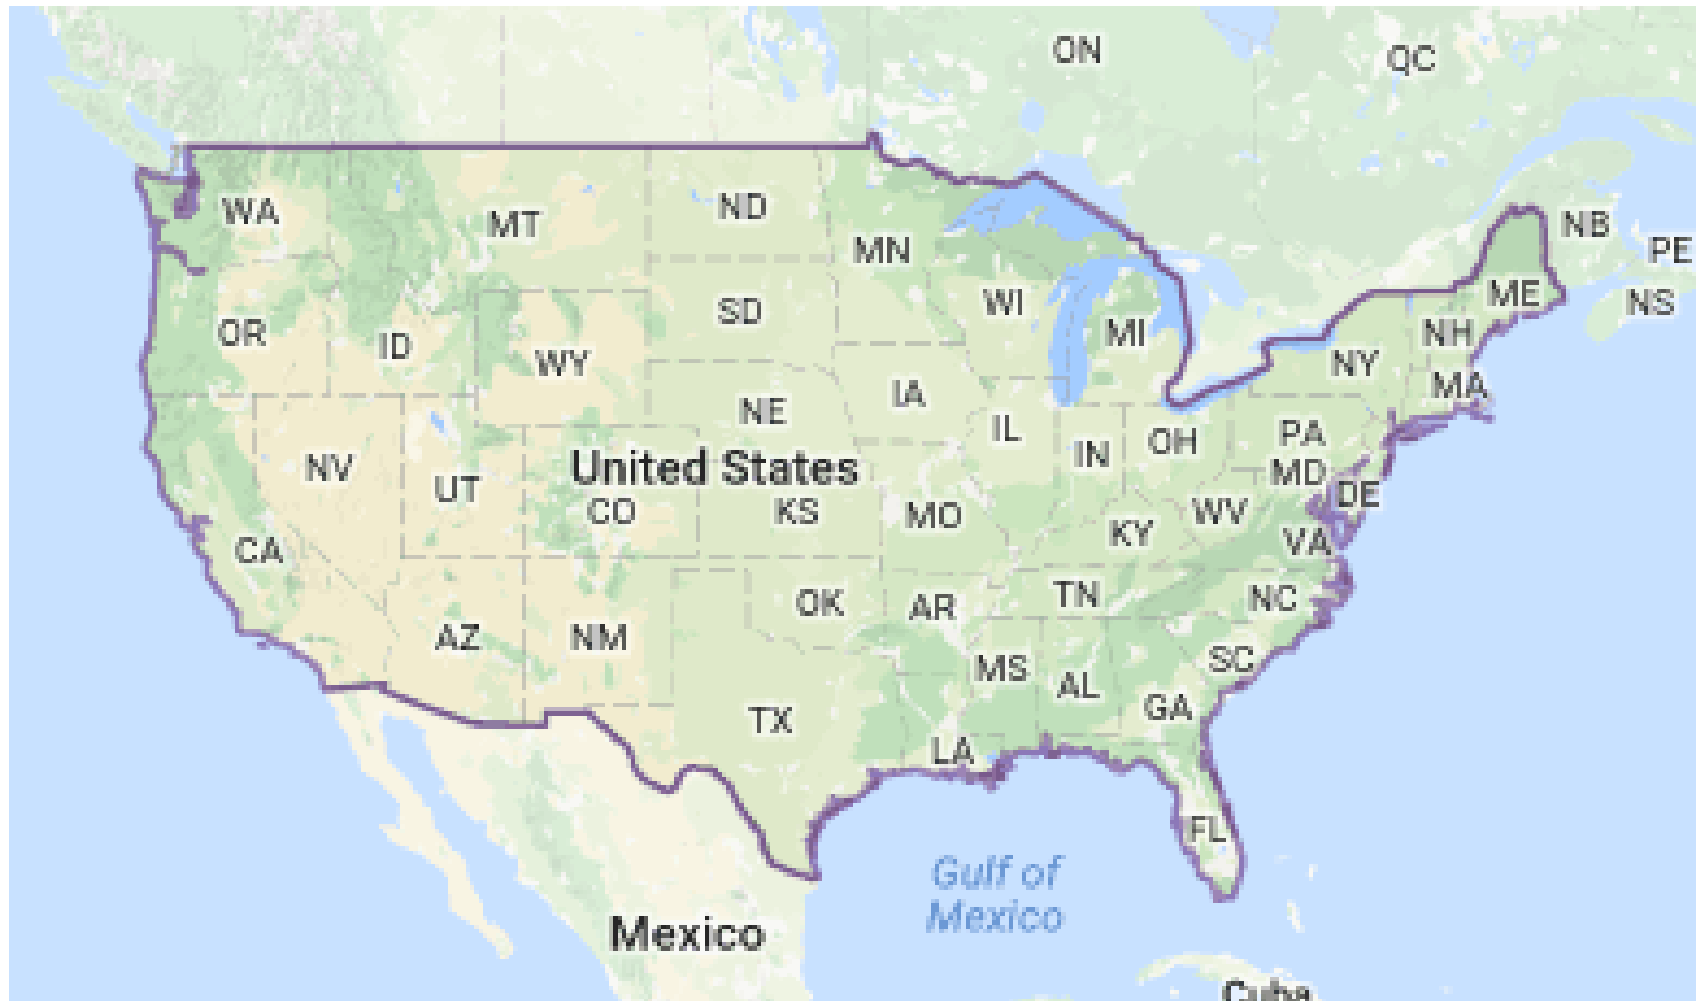 ON
QC
WA
MT
ND
MN
NB
PE
OR
ID
WY
SD
WI
MI
ME
NS
NH
NY
MA
NE
IA
IL
IN
OH
PA
NV
UT
United States
CO
KS
MO
MD
DE
WV
KY
VA
CA
AZ
NM
OK
AR
TN
NC
SC
MS
AL
GA
TX
LA
FL
Gulf of
Mexico
Mexico
Cuba